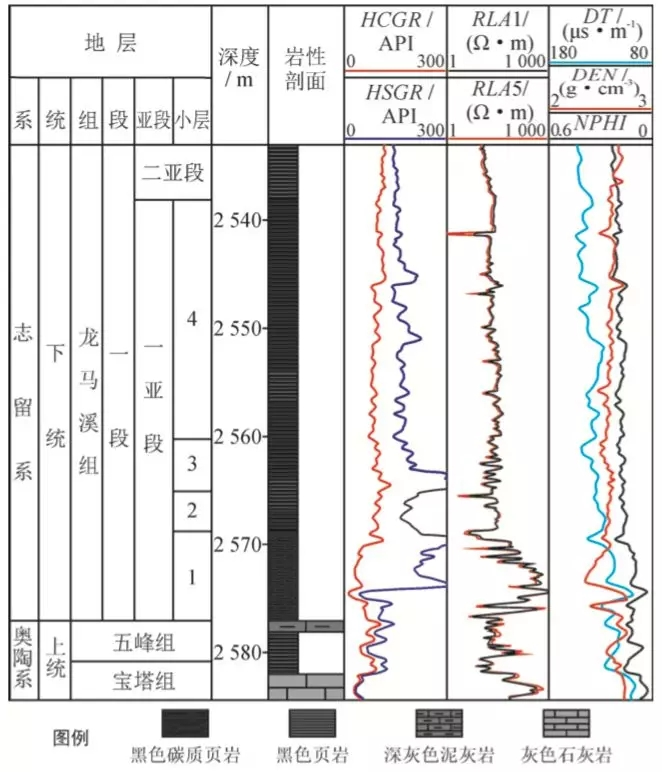 地层
深度
/ m
岩性
剖面
HCGR /
API
0 300
RLA1/
(Ω·m)
1 1 000
DT /
(μs·m⁻¹)
180 80
系 统 组 段 亚段 小层
HSGR /
API
0 300
RLA5/
(Ω·m)
1 1 000
DEN /
(g·cm⁻³)
2 3
NPHI
0.6 0
志留系
下统
龙马溪组
一段
二亚段
一亚段
4
3
2
1
2 540
2 550
2 560
2 570
2 580
奥陶系
上统
五峰组
宝塔组
图例
黑色碳质页岩
黑色页岩
深灰色泥灰岩
灰色石灰岩